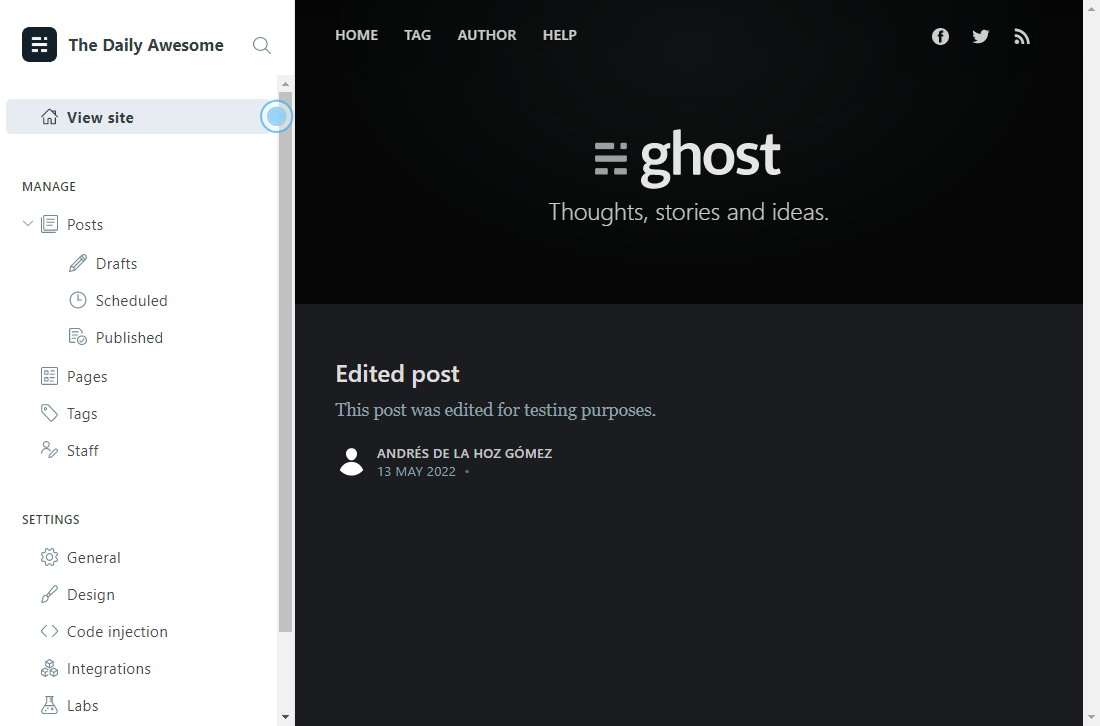 The Daily Awesome
View site
MANAGE
Posts
Drafts
Scheduled
Published
Pages
Tags
Staff
SETTINGS
General
Design
Code injection
Integrations
Labs
HOME TAG AUTHOR HELP
ghost
Thoughts, stories and ideas.
Edited post
This post was edited for testing purposes.
ANDRÉS DE LA HOZ GÓMEZ
13 MAY 2022 •